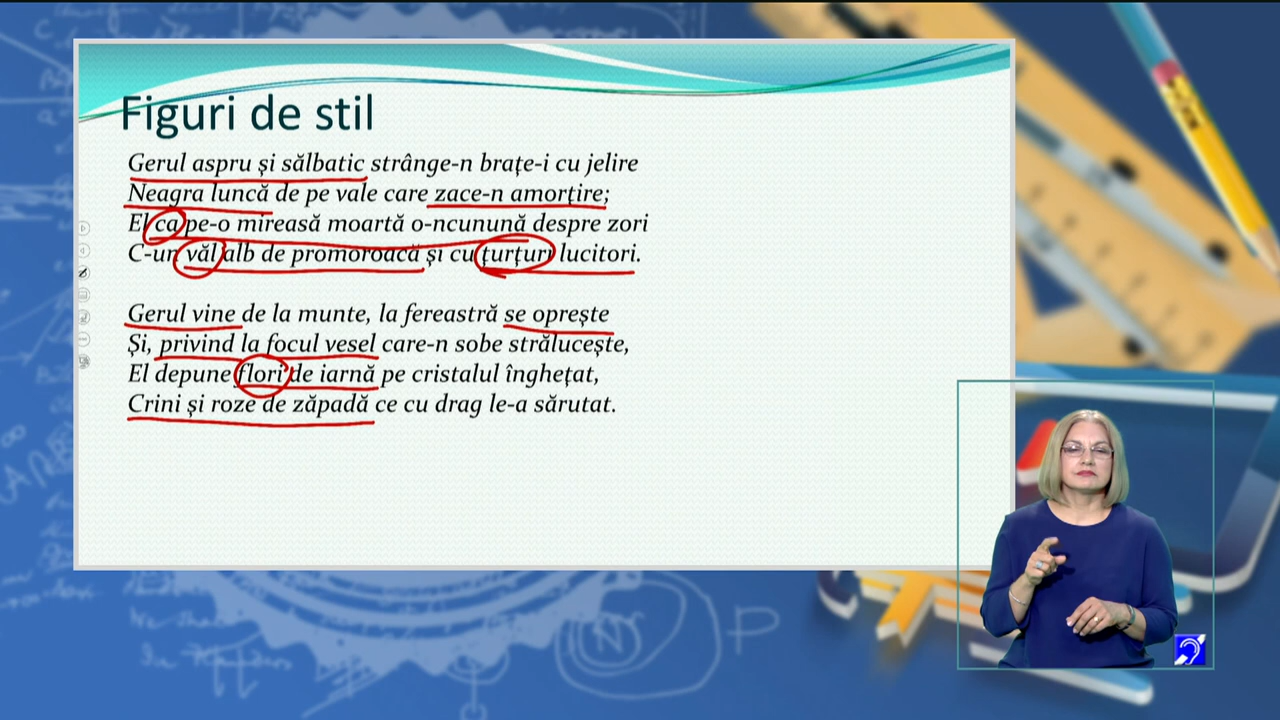 Figuri de stil
Gerul aspru și sălbatic strânge-n brațe-i cu jelire
Neagra luncă de pe vale care zace-n amorțire;
El ca pe-o mireasă moartă o-ncunună despre zori
C-un văl alb de promoroacă și cu țurțuri lucitori.
Gerul vine de la munte, la fereastră se oprește
Și, privind la focul vesel care-n sobe strălucește,
El depune flori de iarnă pe cristalul înghețat,
Crini și roze de zăpadă ce cu drag le-a sărutat.
N
P